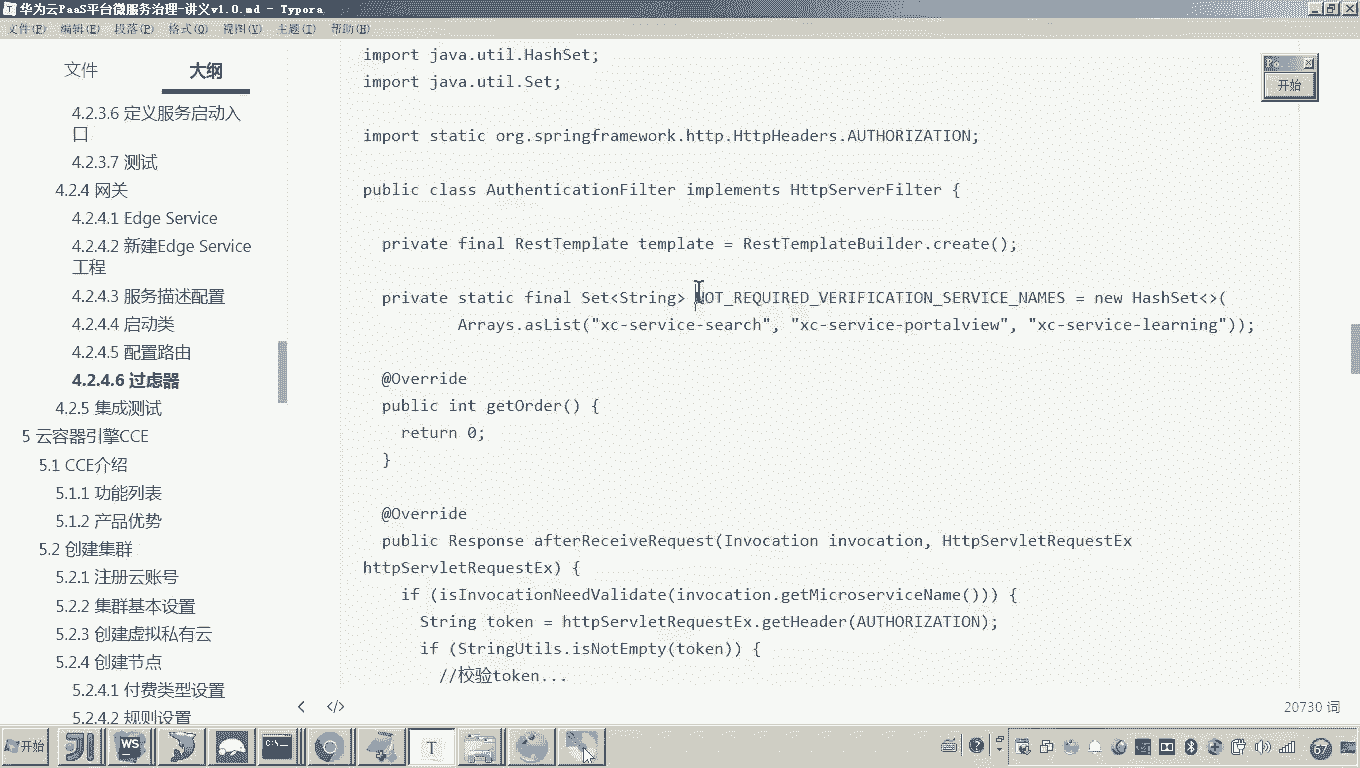 华为云PaaS平台微服务治理-讲义v1.0.md - Typora
文件(F) 编辑(E) 段落(P) 格式(O) 视图(V) 主题(T) 帮助(H)
文件 大纲
4.2.3.6 定义服务启动入
口
4.2.3.7 测试
4.2.4 网关
4.2.4.1 Edge Service
4.2.4.2 新建Edge Service
工程
4.2.4.3 服务描述配置
4.2.4.4 启动类
4.2.4.5 配置路由
4.2.4.6 过虑器
4.2.5 集成测试
5 云容器引擎CCE
5.1 CCE介绍
5.1.1 功能列表
5.1.2 产品优势
5.2 创建集群
5.2.1 注册云账号
5.2.2 集群基本设置
5.2.3 创建虚拟私有云
5.2.4 创建节点
5.2.4.1 付费类型设置
5.2.4.2 规则设置
import java.util.HashSet;
import java.util.Set;
import static org.springframework.http.HttpHeaders.AUTHORIZATION;
public class AuthenticationFilter implements HttpServerFilter {
private final RestTemplate template = RestTemplateBuilder.create();
private static final Set<String> NOT_REQUIRED_VERIFICATION_SERVICE_NAMES = new HashSet<>(
Arrays.asList("xc-service-search", "xc-service-portalview", "xc-service-learning"));
@Override
public int getOrder() {
return 0;
}
@Override
public Response afterReceiveRequest(Invocation invocation, HttpServletRequestEx
httpServletRequestEx) {
if (isInvocationNeedValidate(invocation.getMicroserviceName())) {
String token = httpServletRequestEx.getHeader(AUTHORIZATION);
if (StringUtils.isNotEmpty(token)) {
//校验token...
开始
< </> 20730 词
开始
WS
C:\
T
67